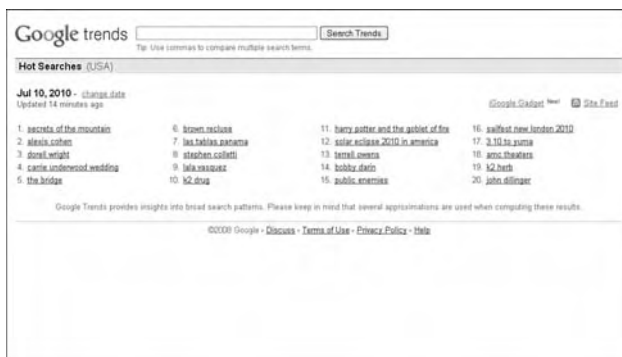 Google trends Search Trends
Tip: Use commas to compare multiple search terms.
Hot Searches (USA)
Jul 10, 2010 - change date
Updated 14 minutes ago
iGoogle Gadget New! Site Feed
1. secrets of the mountain
2. alexis cohen
3. dorell wright
4. carrie underwood wedding
5. the bridge
6. brown recluse
7. las tablas panama
8. stephen colletti
9. lala vasquez
10. k2 drug
11. harry potter and the goblet of fire
12. solar eclipse 2010 in america
13. terrell owens
14. bobby darin
15. public enemies
16. sailfest new london 2010
17. 3:10 to yuma
18. amc theaters
19. k2 herb
20. john dillinger
Google Trends provides insights into broad search patterns. Please keep in mind that several approximations are used when computing these results.
©2008 Google - Discuss - Terms of Use - Privacy Policy - Help